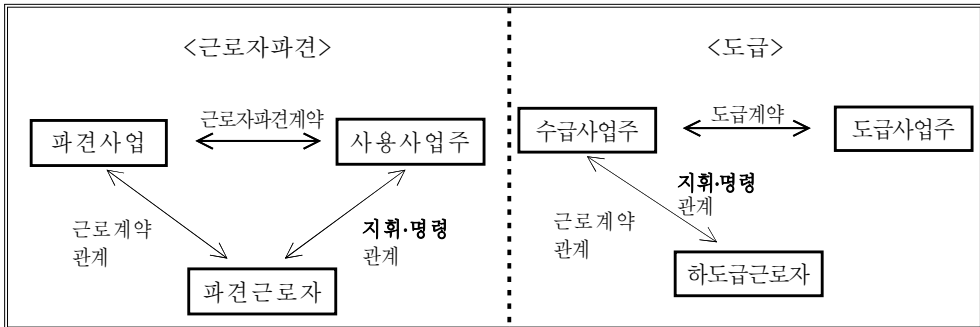 <근로자파견>
파견사업
근로자파견계약
사용사업주
근로계약
관계
지휘·명령
관계
파견근로자
<도급>
수급사업주
도급계약
도급사업주
근로계약
관계
지휘·명령
관계
하도급근로자